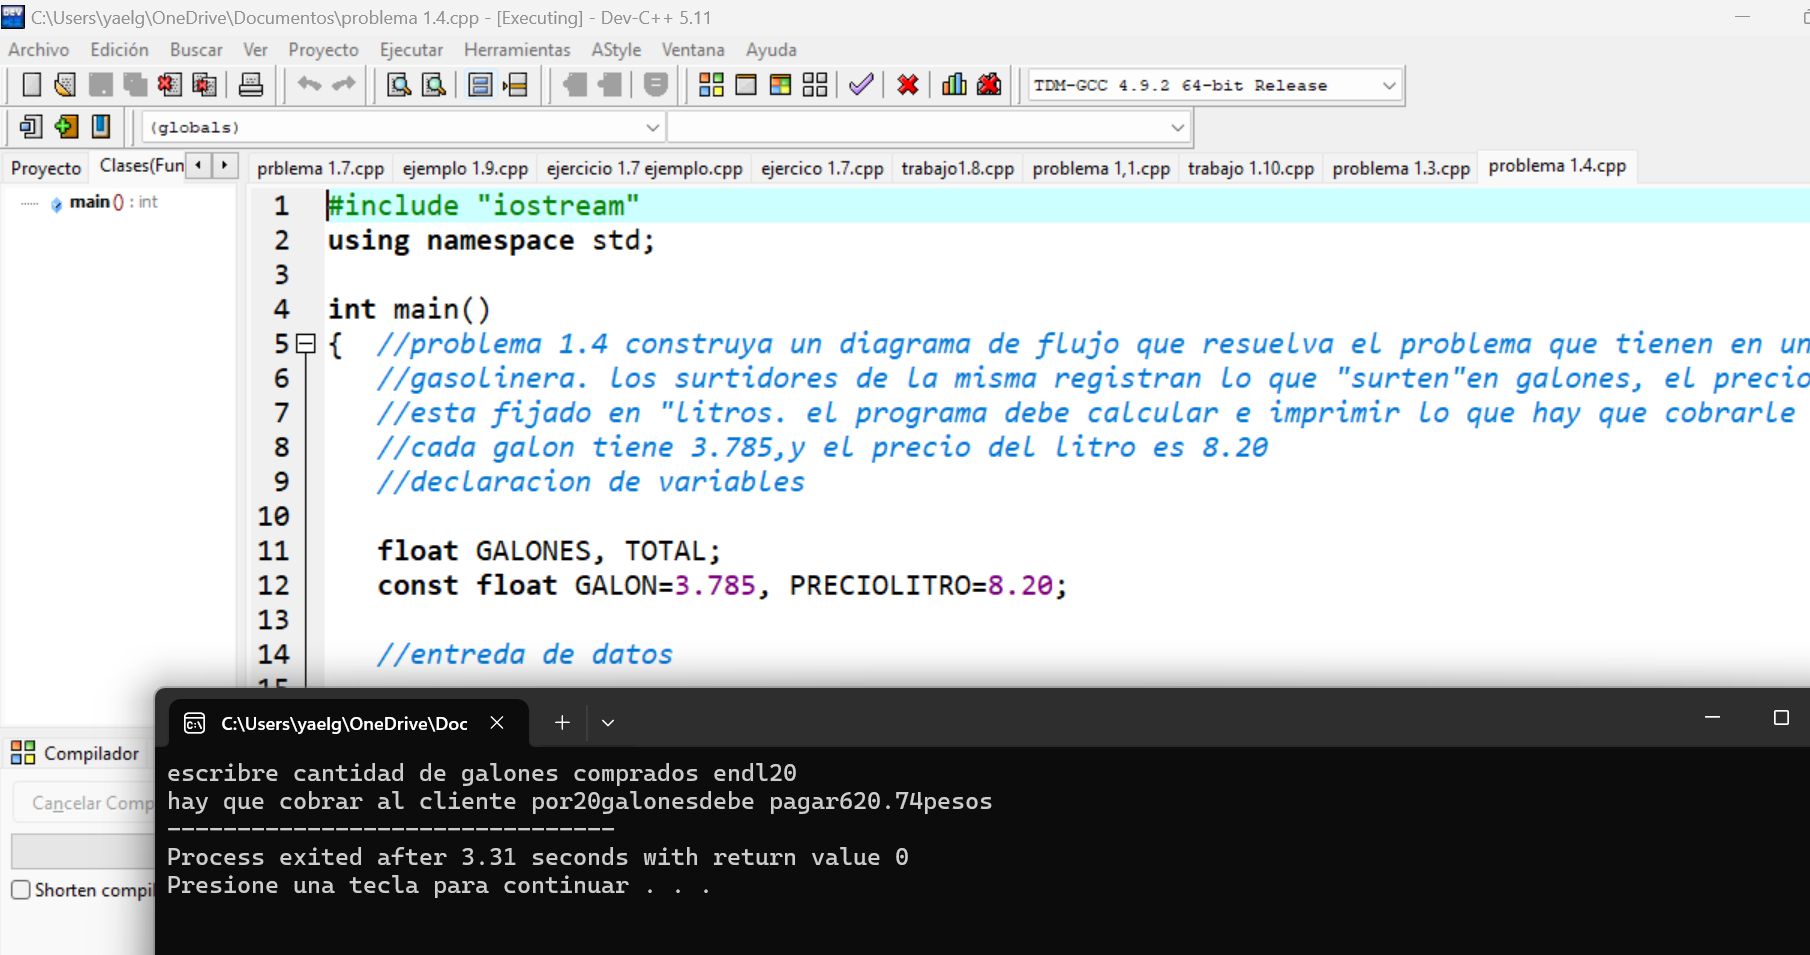 C:\Users\yaelg\OneDrive\Documentos\problema 1.4.cpp - [Executing] - Dev-C++ 5.11
Archivo Edición Buscar Ver Proyecto Ejecutar Herramientas AStyle Ventana Ayuda
TDM-GCC 4.9.2 64-bit Release
(globals)
Proyecto Clases(Fun prblema 1.7.cpp ejemplo 1.9.cpp ejercicio 1.7 ejemplo.cpp ejercico 1.7.cpp trabajo1.8.cpp problema 1,1.cpp trabajo 1.10.cpp problema 1.3.cpp problema 1.4.cpp
main () : int
1 #include "iostream"
2 using namespace std;
3
4 int main()
5 { //problema 1.4 construya un diagrama de flujo que resuelva el problema que tienen en un
6 //gasolinera. los surtidores de la misma registran lo que "surten"en galones, el precio
7 //esta fijado en "litros. el programa debe calcular e imprimir lo que hay que cobrarle
8 //cada galon tiene 3.785,y el precio del litro es 8.20
9 //declaracion de variables
10
11 float GALONES, TOTAL;
12 const float GALON=3.785, PRECIOLITRO=8.20;
13
14 //entreda de datos
15
C:\Users\yaelg\OneDrive\Doc
Compilador
Cancelar Comp
Shorten compil
escribre cantidad de galones comprados endl20
hay que cobrar al cliente por20galonesdebe pagar620.74pesos
--------------------------------
Process exited after 3.31 seconds with return value 0
Presione una tecla para continuar . . .